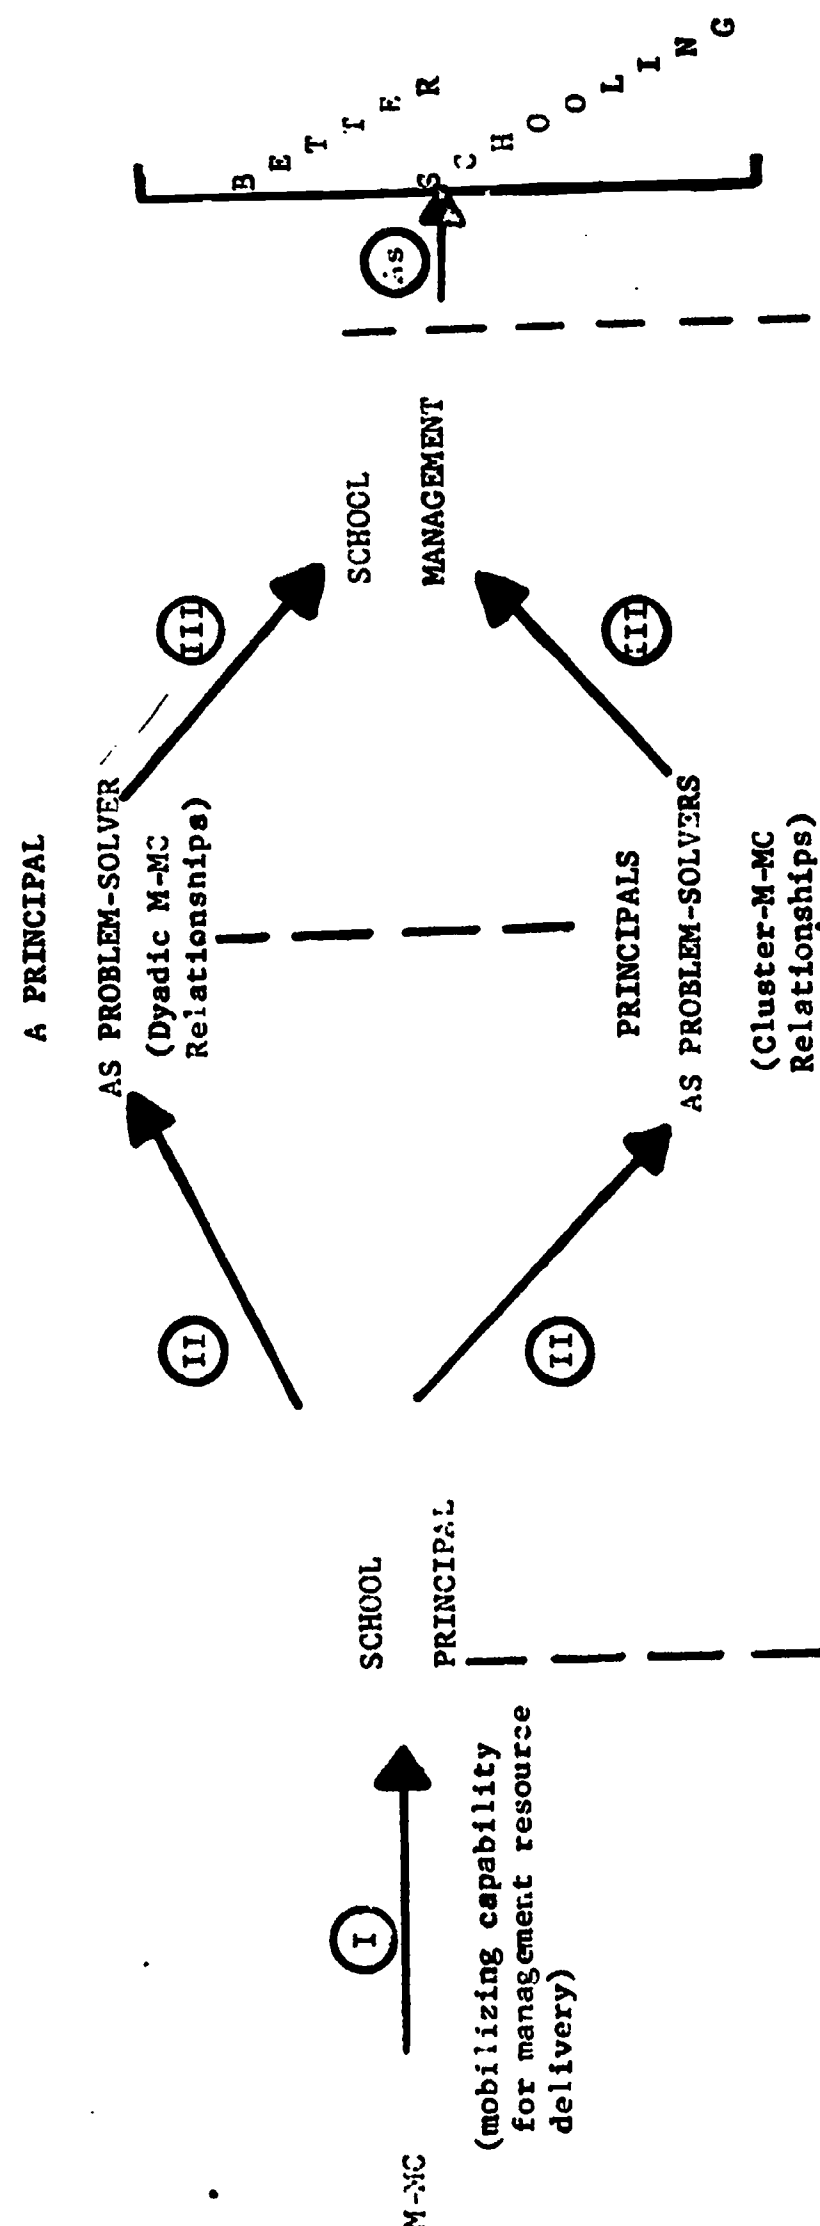 M-MC
I
(mobilizing capability
for management resource
delivery)
SCHOOL
PRINCIPAL
II
II
A PRINCIPAL
AS PROBLEM-SOLVER
(Dyadic M-MC
Relationships)
PRINCIPALS
AS PROBLEM-SOLVERS
(Cluster-M-MC
Relationships)
III
III
SCHOOL
MANAGEMENT
BETTER
SCHOOLING